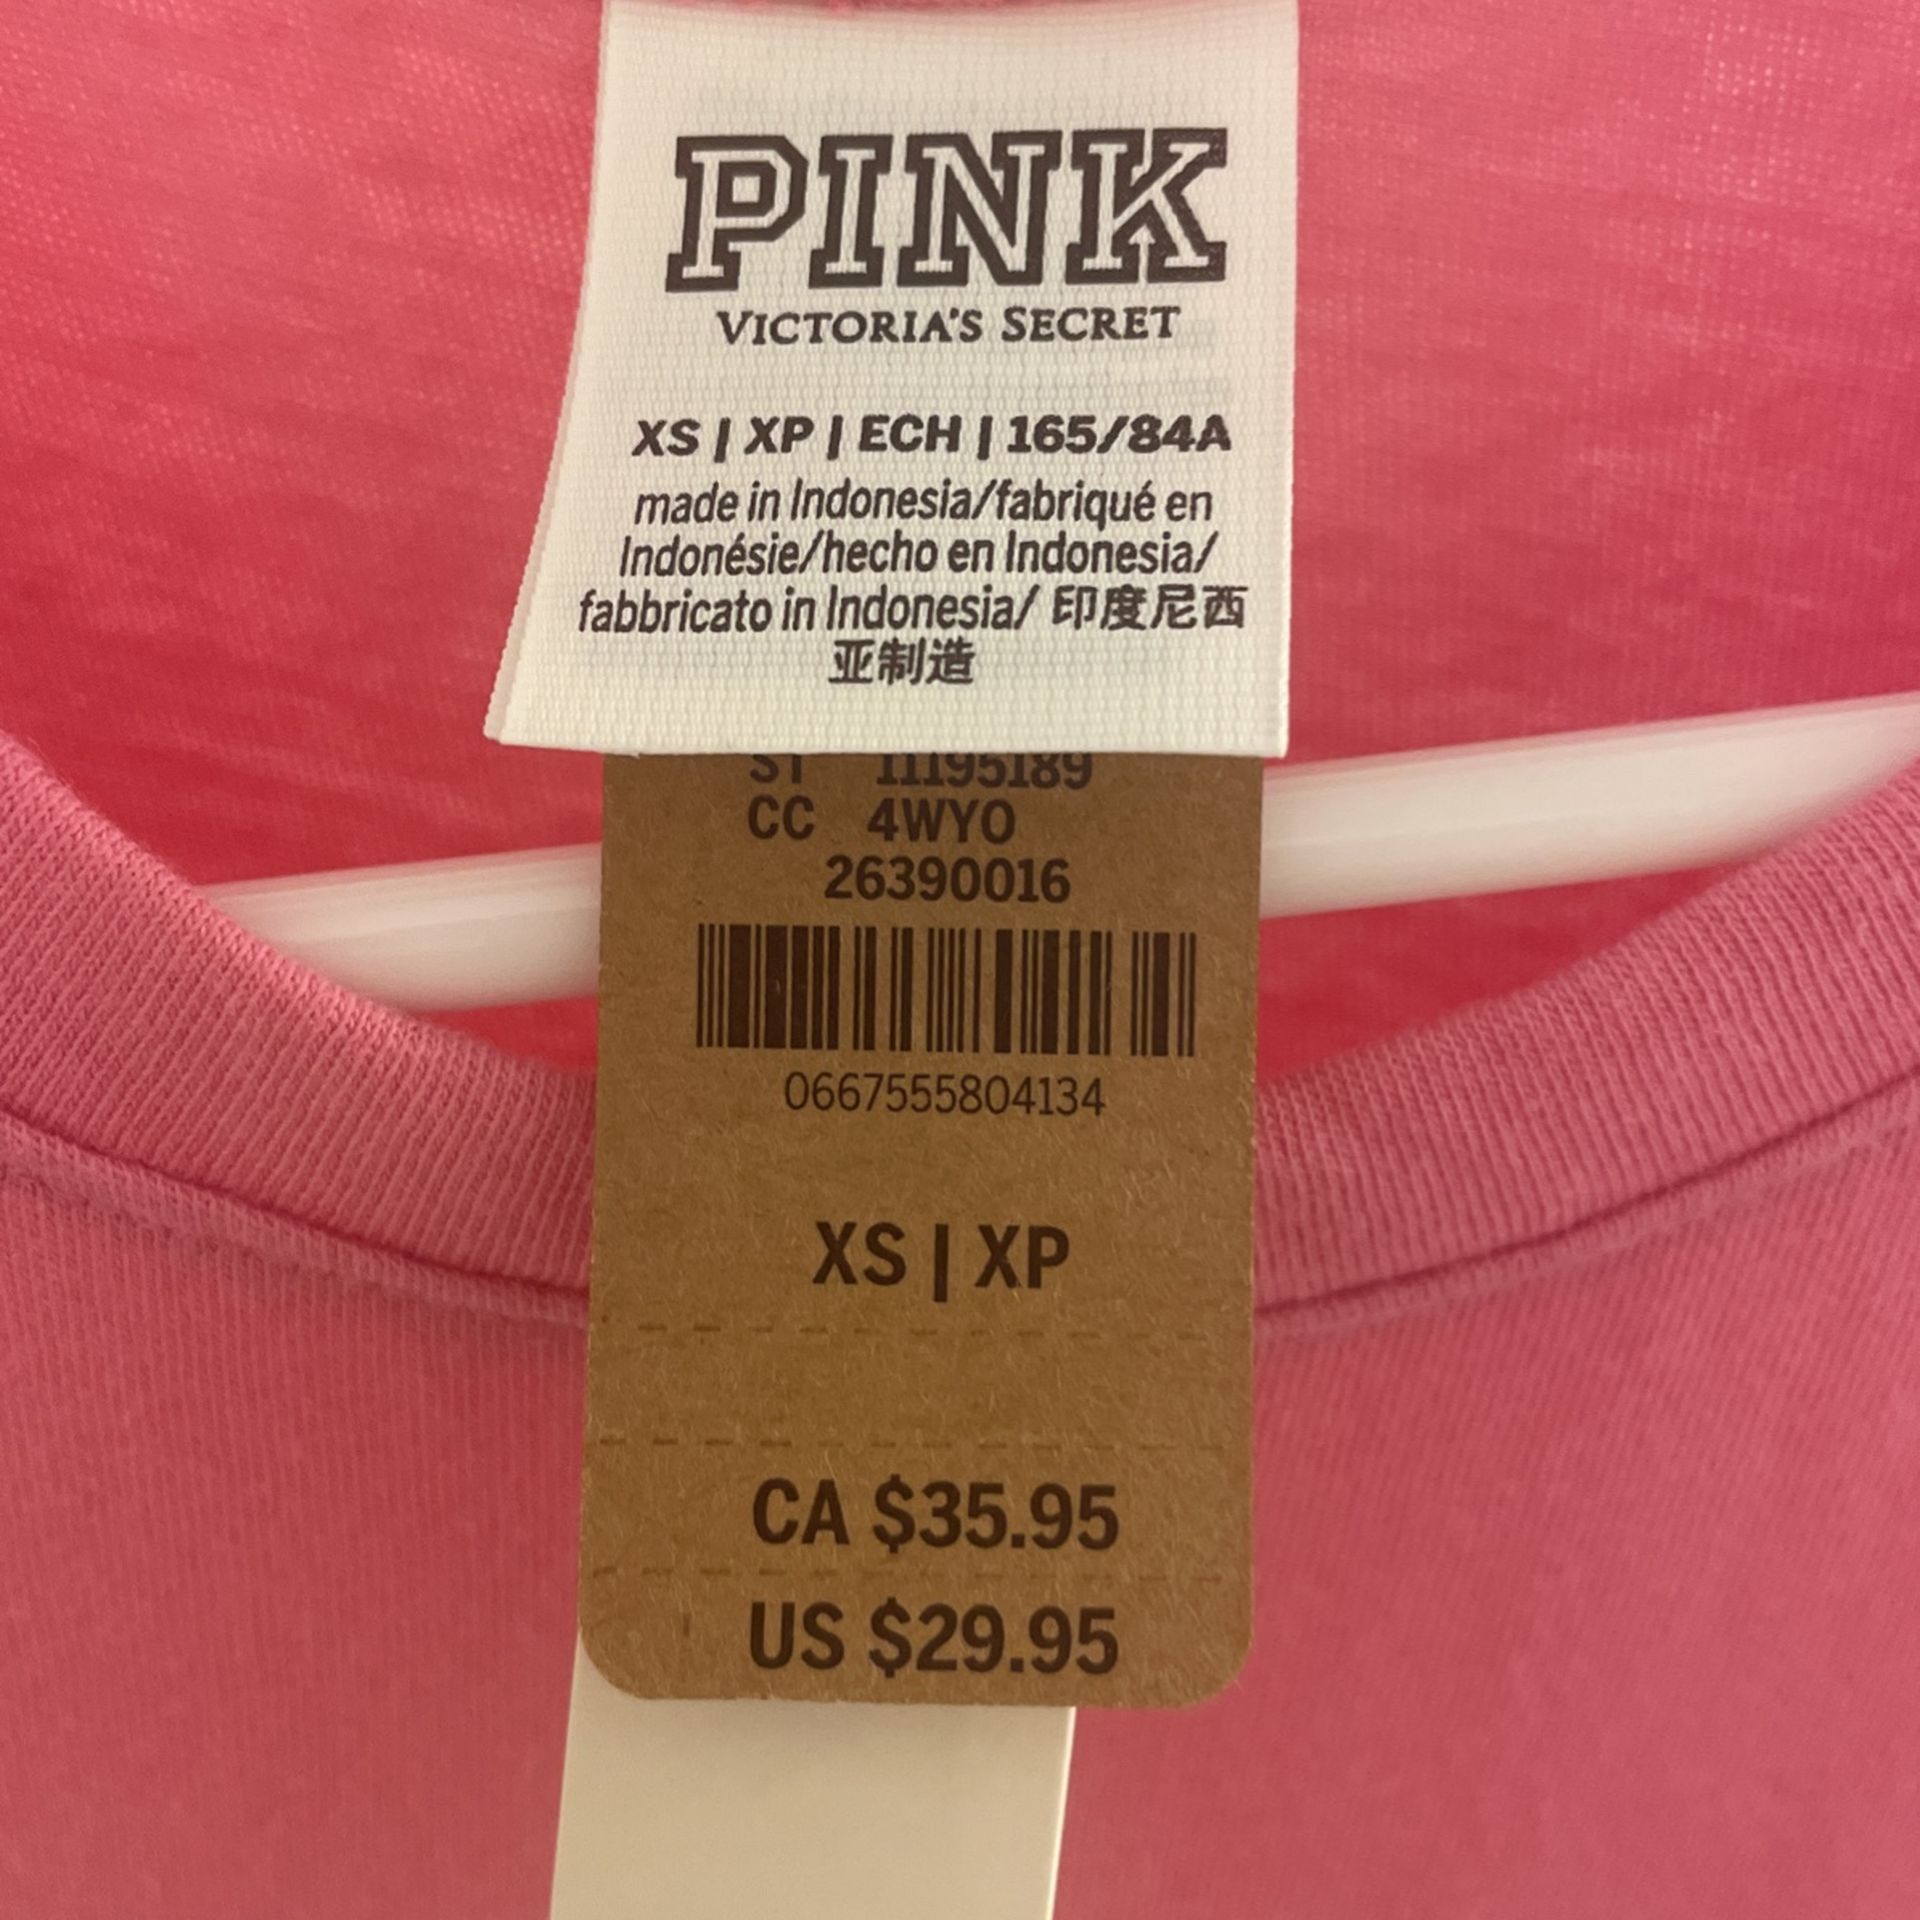 PINK
VICTORIA'S SECRET
XS | XP | ECH | 165/84A
made in Indonesia/fabriqué en
Indonésie/hecho en Indonesia/
fabbricato in Indonesia/ 印度尼西
亚制造
ST 11195189
CC 4WYO
26390016
0667555804134
XS | XP
CA $35.95
US $29.95